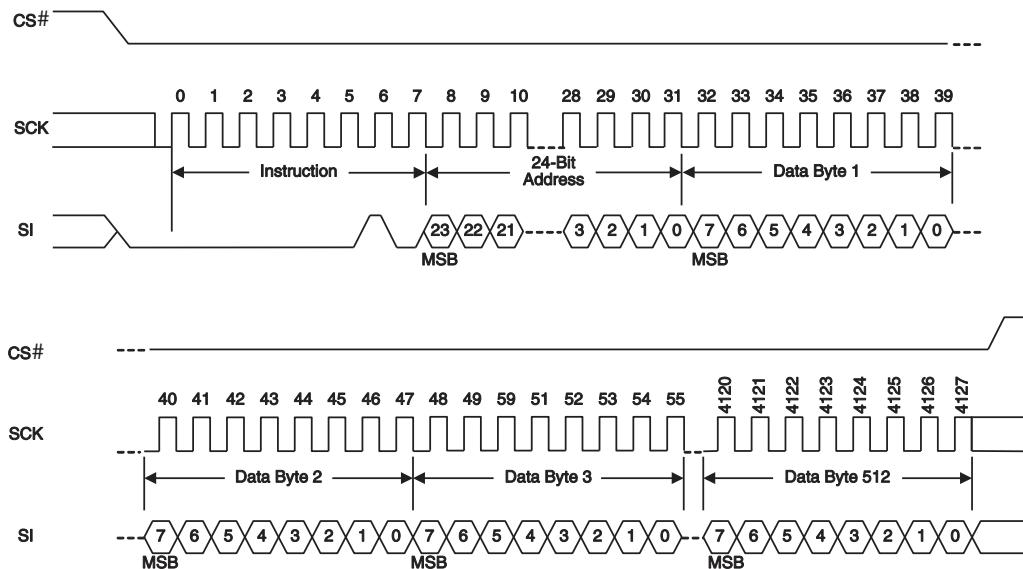 CS#
0 1 2 3 4 5 6 7 8 9 10 28 29 30 31 32 33 34 35 36 37 38 39
SCK
Instruction
24-Bit
Address
Data Byte 1
SI
23 22 21 3 2 1 0 7 6 5 4 3 2 1 0
MSB MSB
CS#
40 41 42 43 44 45 46 47 48 49 59 51 52 53 54 55 4120 4121 4122 4123 4124 4125 4126 4127
SCK
Data Byte 2 Data Byte 3 Data Byte 512
SI
7 6 5 4 3 2 1 0 7 6 5 4 3 2 1 0 7 6 5 4 3 2 1 0
MSB MSB MSB